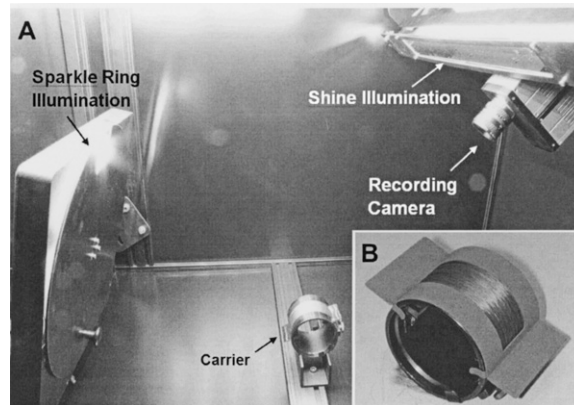 A
Sparkle Ring
Illumination
Shine Illumination
Recording
Camera
Carrier
B